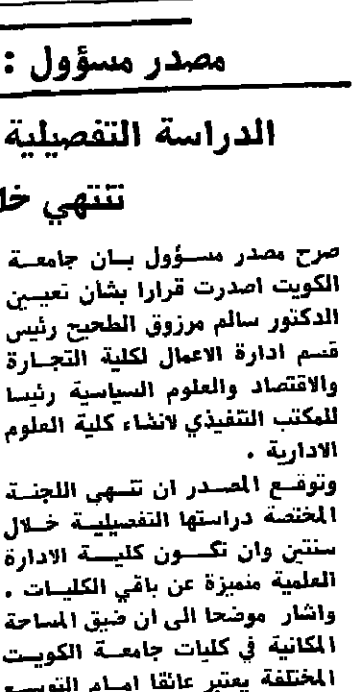 مصدر مسؤول :
الدراسة التفصيلية
تنتهي
صرح مصدر مسؤول بان جامعة
الكويت اصدرت قرارا بشأن تعيين
الدكتور سالم مرزوق الطحيح رئيس
قسم ادارة الاعمال لكلية التجارة
والاقتصاد والعلوم السياسية رئيسا
للمكتب التنفيذي لانشاء كلية العلوم
الادارية .
وتوقع المصدر ان تنهي اللجنة
المختصة دراستها التفصيلية خلال
سنتين وان تكون كلية الادارة
العلمية متميزة عن باقي الكليات .
واشار موضحا الى ان ضيق المساحة
المكانية في كليات جامعة الكويت
المختلفة يعتبر عائقا امام التوسع